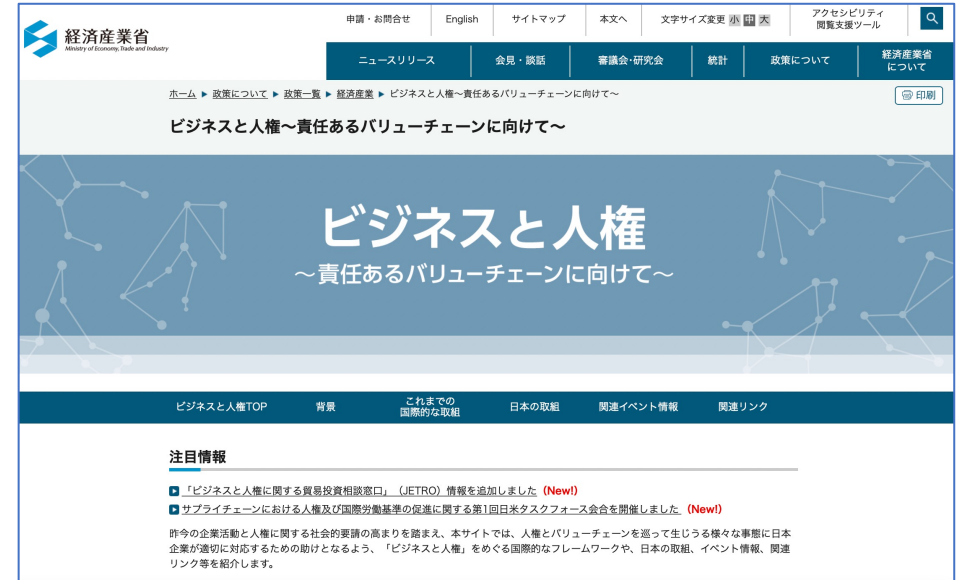 経済産業省
Ministry of Economy, Trade and Industry
申請・お問合せ
English
サイトマップ
本文へ
文字サイズ変更 小 中 大
アクセシビリティ
閲覧支援ツール
ニュースリリース
会見・談話
審議会・研究会
統計
政策について
経済産業省
について
ホーム ▶ 政策について ▶ 政策一覧 ▶ 経済産業 ▶ ビジネスと人権~責任あるバリューチェーンに向けて~
印刷
ビジネスと人権~責任あるバリューチェーンに向けて~
ビジネスと人権
~責任あるバリューチェーンに向けて~
ビジネスと人権TOP
背景
これまでの
国際的な取組
日本の取組
関連イベント情報
関連リンク
注目情報
「ビジネスと人権に関する貿易投資相談窓口」(JETRO)情報を追加しました (New!)
サプライチェーンにおける人権及び国際労働基準の促進に関する第1回日米タスクフォース会合を開催しました (New!)
昨今の企業活動と人権に関する社会的要請の高まりを踏まえ、本サイトでは、人権とバリューチェーンを巡って生じうる様々な事態に日本
企業が適切に対応するための助けとなるよう、「ビジネスと人権」をめぐる国際的なフレームワークや、日本の取組、イベント情報、関連
リンク等を紹介します。